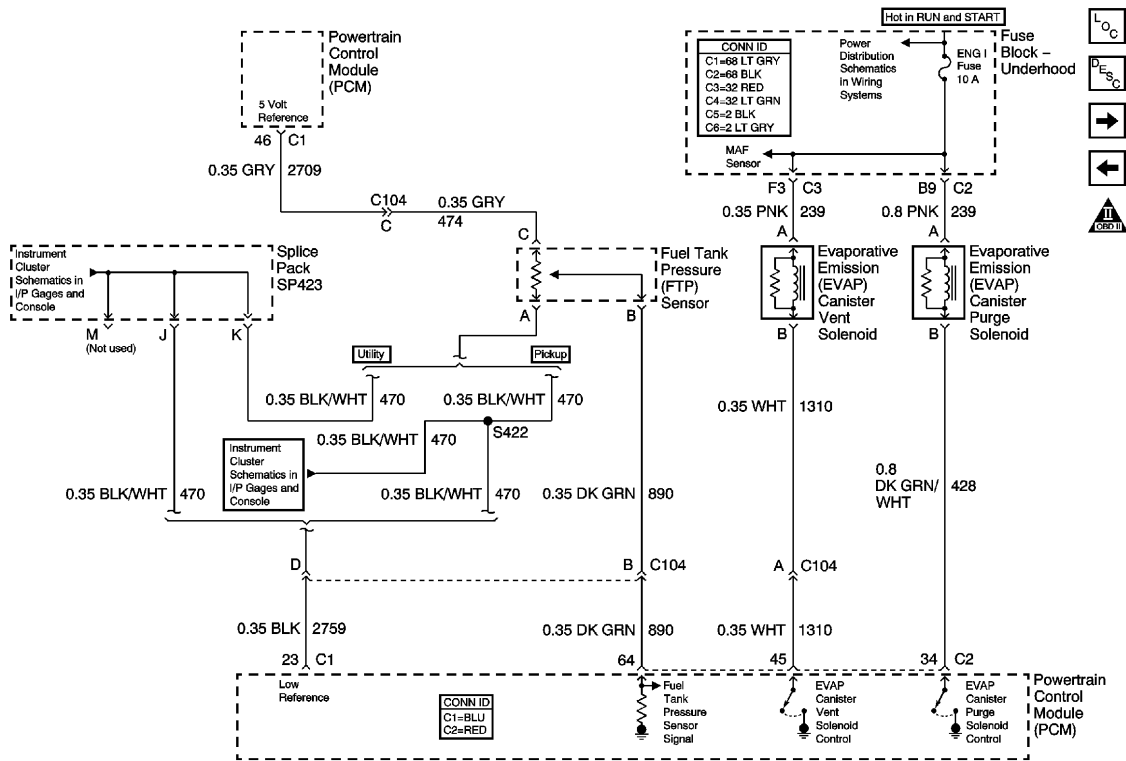 Hot in RUN and START
Powertrain
Control
Module
(PCM)
5 Volt
Reference
46 C1
0.35 GRY 2709
C104
C
0.35 GRY
474
C
CONN ID
C1=68 LT GRY
C2=68 BLK
C3=32 RED
C4=32 LT GRN
C5=2 BLK
C6=2 LT GRY
Power
Distribution
Schematics
in Wiring
Systems
ENG I
Fuse
10 A
Fuse
Block –
Underhood
MAF
Sensor
F3 C3
B9 C2
0.35 PNK 239
0.8 PNK 239
A
A
LOC
DESC
II
OBD II
Instrument
Cluster
Schematics in
I/P Gages and
Console
Splice
Pack
SP423
M
(Not used)
J
K
Fuel Tank
Pressure
(FTP)
Sensor
A
B
Evaporative
Emission
(EVAP)
Canister
Vent
Solenoid
B
Evaporative
Emission
(EVAP)
Canister
Purge
Solenoid
B
Utility
Pickup
0.35 BLK/WHT 470
0.35 BLK/WHT 470
0.35 WHT 1310
S422
0.35 BLK/WHT 470
Instrument
Cluster
Schematics in
I/P Gages and
Console
0.35 BLK/WHT 470
0.35 BLK/WHT 470
0.35 DK GRN 890
0.8
DK GRN/
WHT
428
D
B C104
A C104
0.35 BLK 2759
0.35 DK GRN 890
0.35 WHT 1310
23 C1
64
45
34 C2
Low
Reference
CONN ID
C1=BLU
C2=RED
Fuel
Tank
Pressure
Sensor
Signal
EVAP
Canister
Vent
Solenoid
Control
EVAP
Canister
Purge
Solenoid
Control
Powertrain
Control
Module
(PCM)